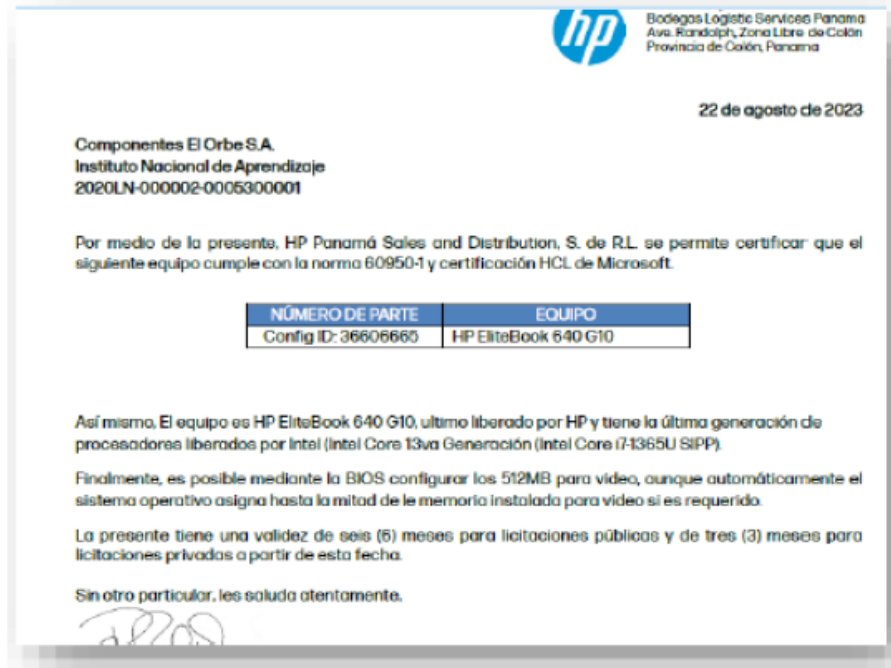 hp
Bodegas Logistic Services Panama
Ave. Randolph, Zona Libre de Colón
Provincia de Colón, Panama
22 de agosto de 2023
Componentes El Orbe S.A.
Instituto Nacional de Aprendizaje
2020LN-000002-0005300001
Por medio de la presente, HP Panamá Sales and Distribution, S. de R.L. se permite certificar que el
siguiente equipo cumple con la norma 60950-1 y certificación HCL de Microsoft.
NÚMERO DE PARTE EQUIPO
Config ID: 36606665 HP EliteBook 640 G10
Así mismo, El equipo es HP EliteBook 640 G10, ultimo liberado por HP y tiene la última generación de
procesadores liberados por Intel (Intel Core 13va Generación (Intel Core i7-1365U SIPP).
Finalmente, es posible mediante la BIOS configurar los 512MB para video, aunque automáticamente el
sistema operativo asigna hasta la mitad de le memoria instalada para video si es requerido.
La presente tiene una validez de seis (6) meses para licitaciones públicas y de tres (3) meses para
licitaciones privadas a partir de esta fecha.
Sin otro particular, les saluda atentamente,